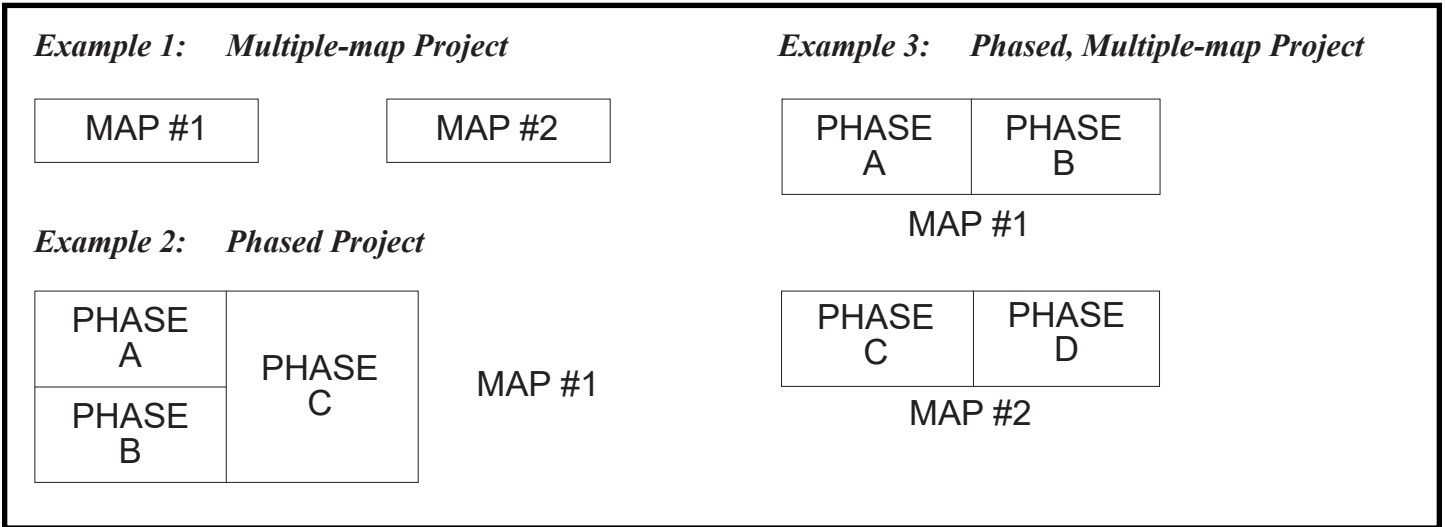 Example 1: Multiple-map Project
MAP #1
MAP #2
Example 2: Phased Project
PHASE
A
PHASE
B
PHASE
C
MAP #1
Example 3: Phased, Multiple-map Project
PHASE
A
PHASE
B
MAP #1
PHASE
C
PHASE
D
MAP #2